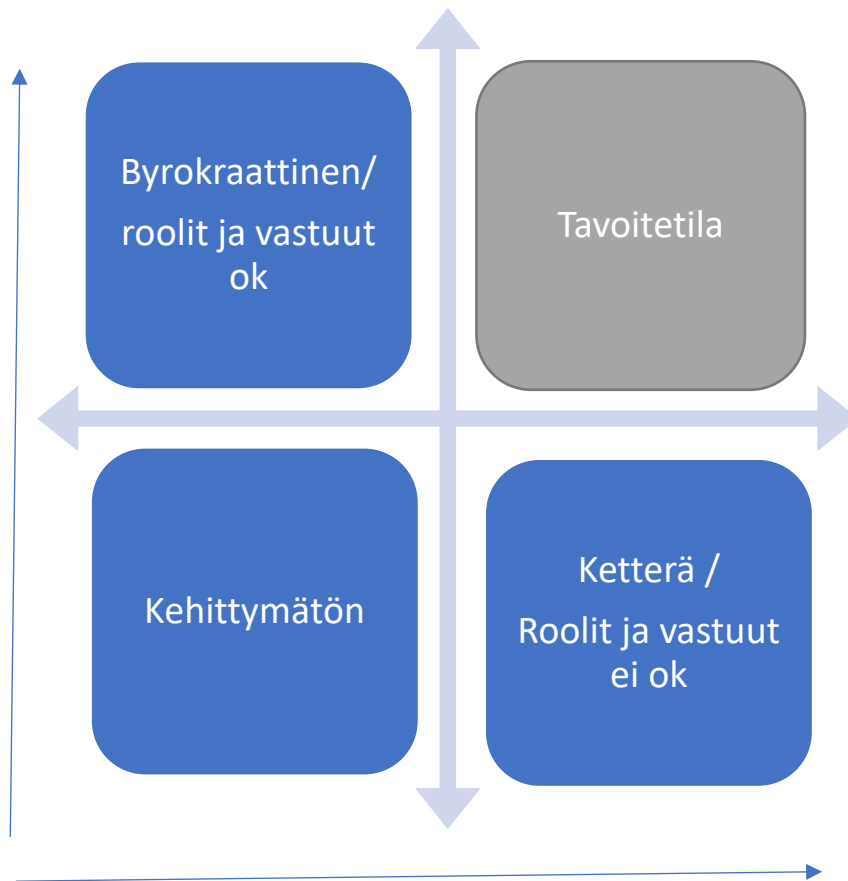 Byrokraattinen/
roolit ja vastuut
ok
Tavoitetila
Kehittymätön
Ketterä /
Roolit ja vastuut
ei ok